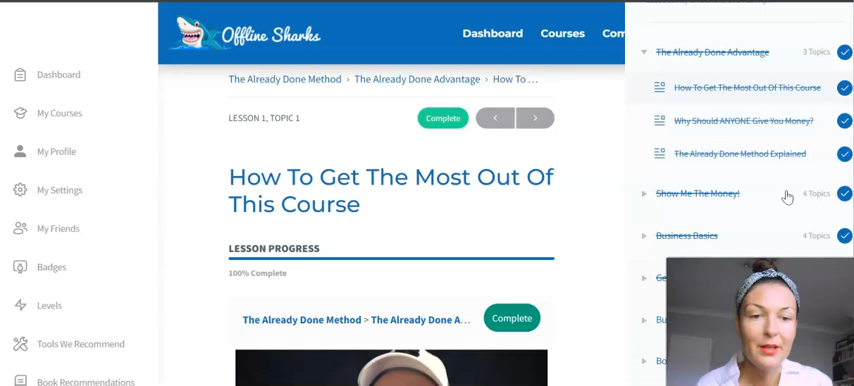 Offline Sharks
Dashboard
Courses
Com
Dashboard
My Courses
My Profile
My Settings
My Friends
Badges
Levels
Tools We Recommend
Book Recommendations
The Already Done Method › The Already Done Advantage › How To ...
LESSON 1, TOPIC 1
Complete
How To Get The Most Out Of
This Course
LESSON PROGRESS
100% Complete
The Already Done Method > The Already Done A...
Complete
The Already Done Advantage
3 Topics
How To Get The Most Out Of This Course
Why Should ANYONE Give You Money?
The Already Done Method Explained
Show Me The Money!
4 Topics
Business Basics
4 Topics
Ge
Bu
Bo